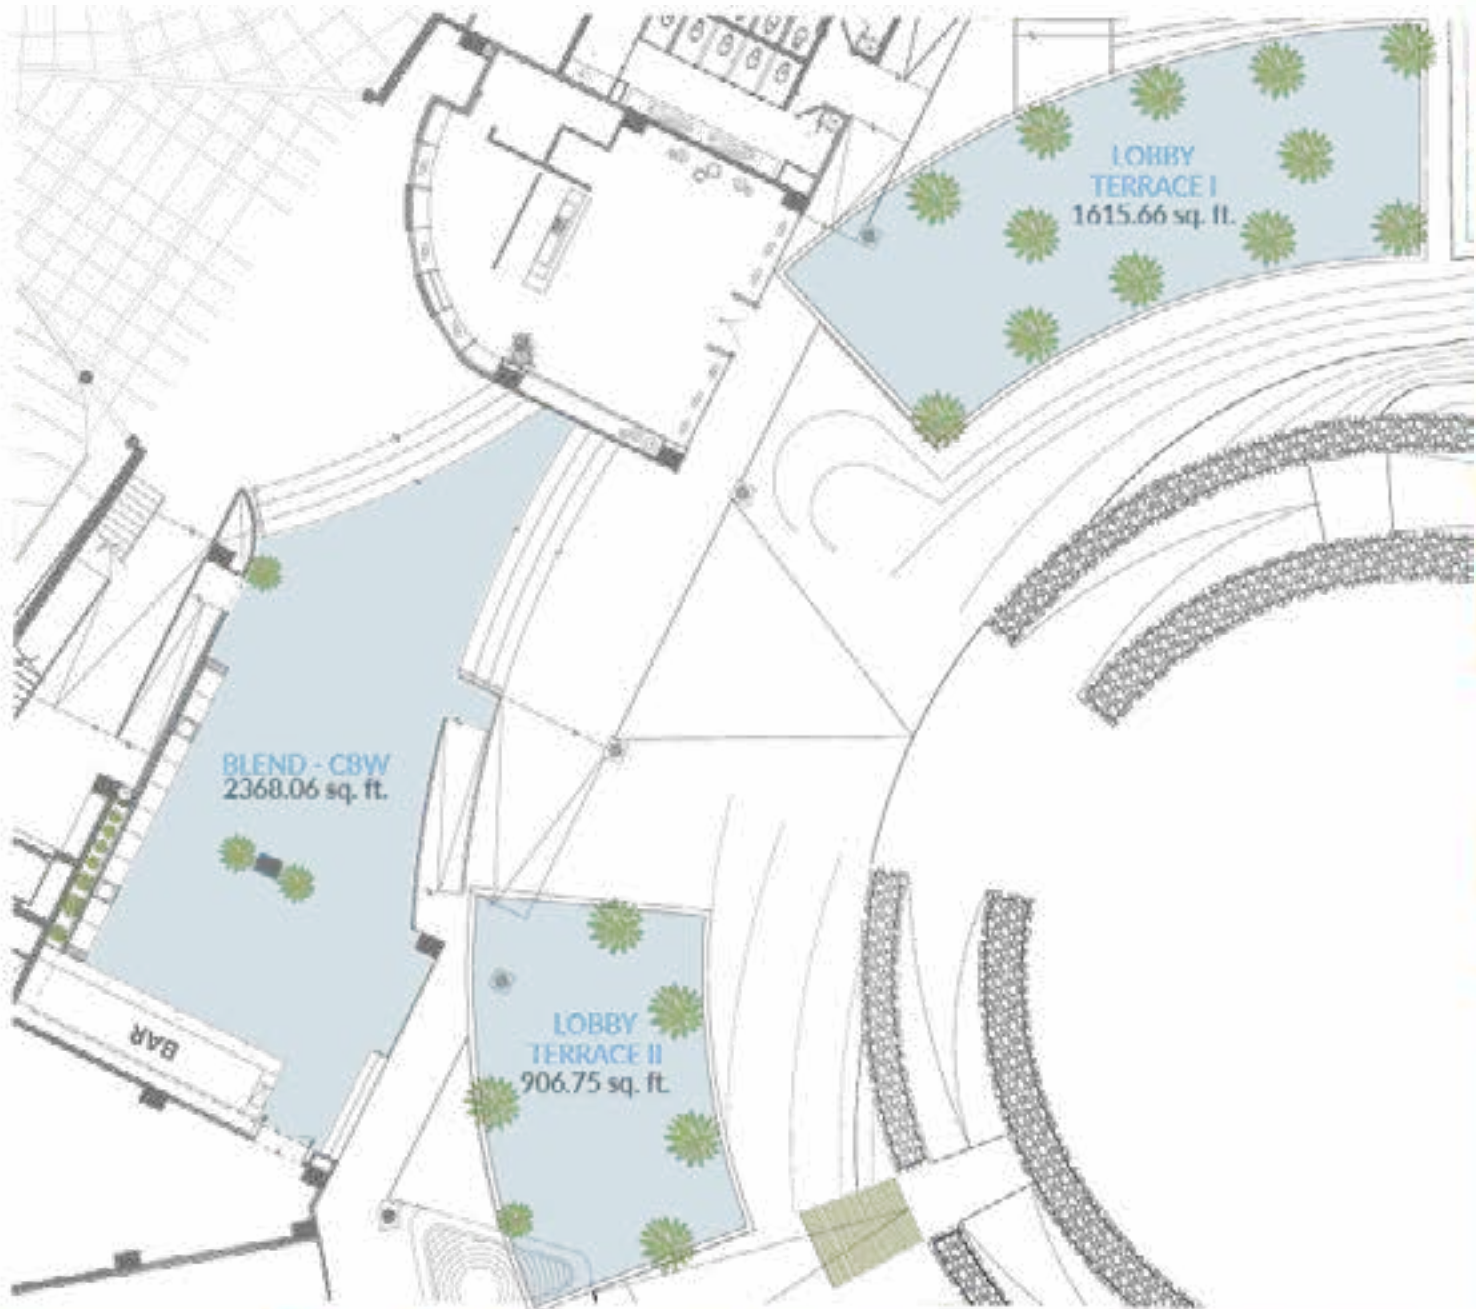 LOBBY
TERRACE I
1615.66 sq. ft.
BLEND - CBW
2368.06 sq. ft.
BAR
LOBBY
TERRACE II
906.75 sq. ft.